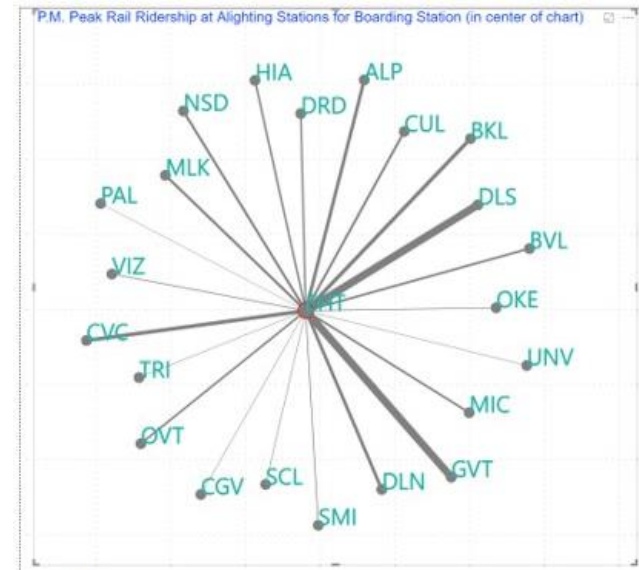 P.M. Peak Rail Ridership at Alighting Stations for Boarding Station (in center of chart)
HIA
ALP
NSD
DRD
CUL
BKL
MLK
PAL
DLS
BVL
VIZ
OKE
CVC
UNV
TRI
MIC
OVT
GVT
CGV
SCL
DLN
SMI